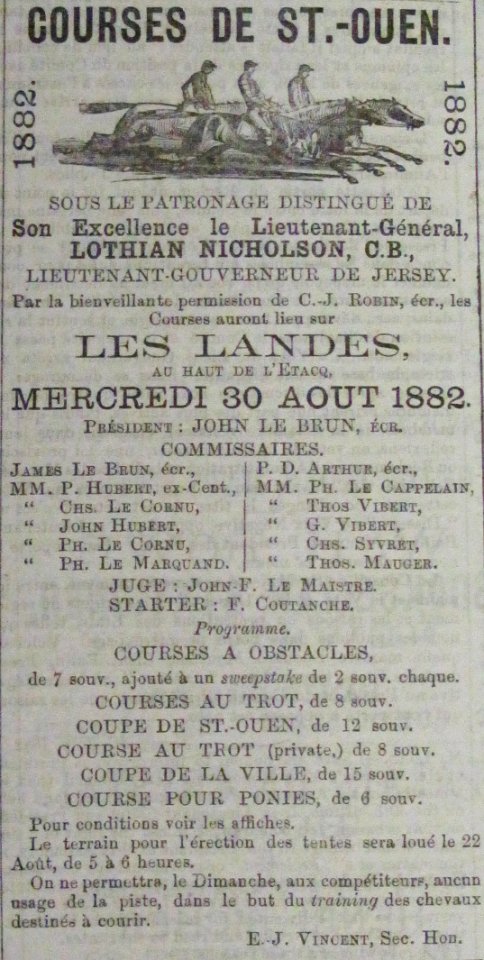 COURSES DE ST.-OUEN.
1882.
1882.
SOUS LE PATRONAGE DISTINGUÉ DE
Son Excellence le Lieutenant-Général,
LOTHIAN NICHOLSON, C.B.,
LIEUTENANT-GOUVERNEUR DE JERSEY.
Par la bienveillante permission de C.-J. ROBIN, écr., les
Courses auront lieu sur
LES LANDES,
AU HAUT DE L'ETACQ,
MERCREDI 30 AOUT 1882.
PRÉSIDENT : JOHN LE BRUN, ÉCR.
COMMISSAIRES.
JAMES LE BRUN, écr.,
MM. P. HUBERT, ex-Cent.,
“ CHS. LE CORNU,
“ JOHN HUBERT,
“ PH. LE CORNU,
“ PH. LE MARQUAND.
P. D. ARTHUR, écr.,
MM. PH. LE CAPPELAIN,
“ THOS VIBERT,
“ G. VIBERT,
“ CHS. SYVRET,
“ THOS. MAUGER.
JUGE : JOHN-F. LE MAISTRE.
STARTER : F. COUTANCHE.
Programme.
COURSES A OBSTACLES,
de 7 souv., ajouté à un sweepstake de 2 souv. chaque.
COURSES AU TROT, de 8 souv.
COUPE DE ST.-OUEN, de 12 souv.
COURSE AU TROT (private,) de 8 souv.
COUPE DE LA VILLE, de 15 souv.
COURSE POUR PONIES, de 6 souv.
Pour conditions voir les affiches.
Le terrain pour l'érection des tentes sera loué le 22
Août, de 5 à 6 heures.
On ne permettra, le Dimanche, aux compétiteurs, aucun
usage de la piste, dans le but du training des chevaux
destinés à courir.
E.-J. VINCENT, Sec. Hon.